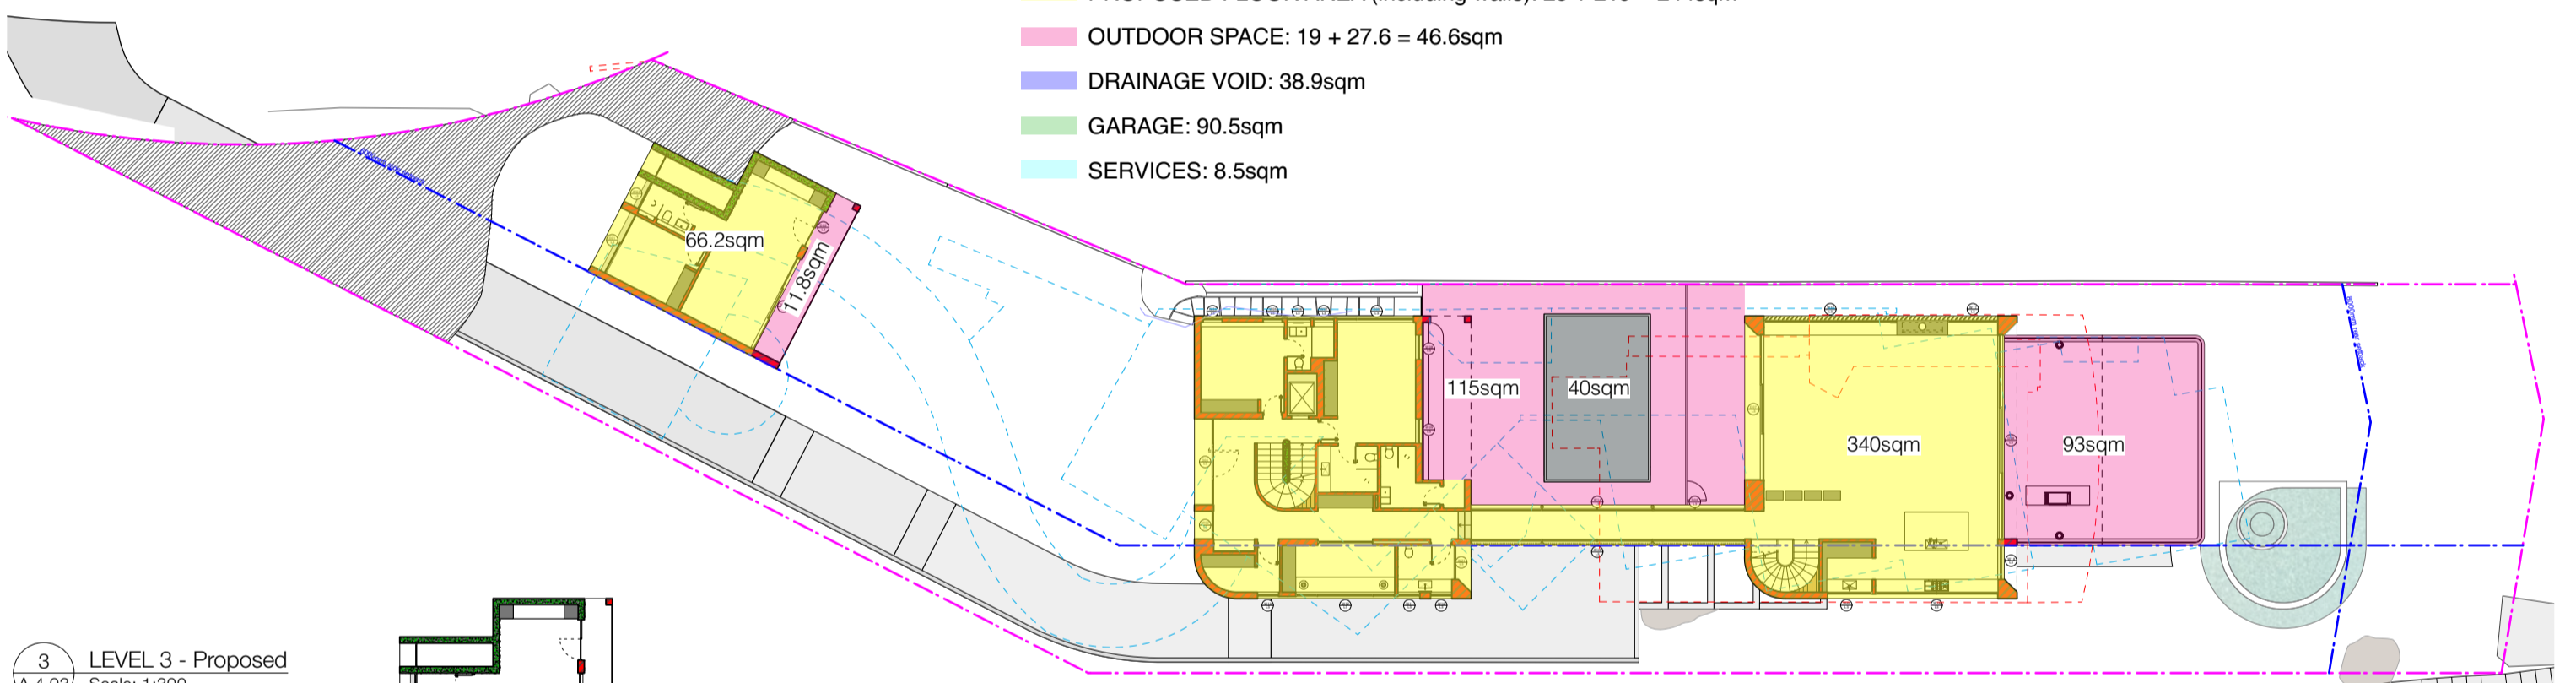 OUTDOOR SPACE: 19 + 27.6 = 46.6sqm
DRAINAGE VOID: 38.9sqm
GARAGE: 90.5sqm
SERVICES: 8.5sqm
66.2sqm
11.8sqm
115sqm
40sqm
340sqm
93sqm
3
LEVEL 3 - Proposed